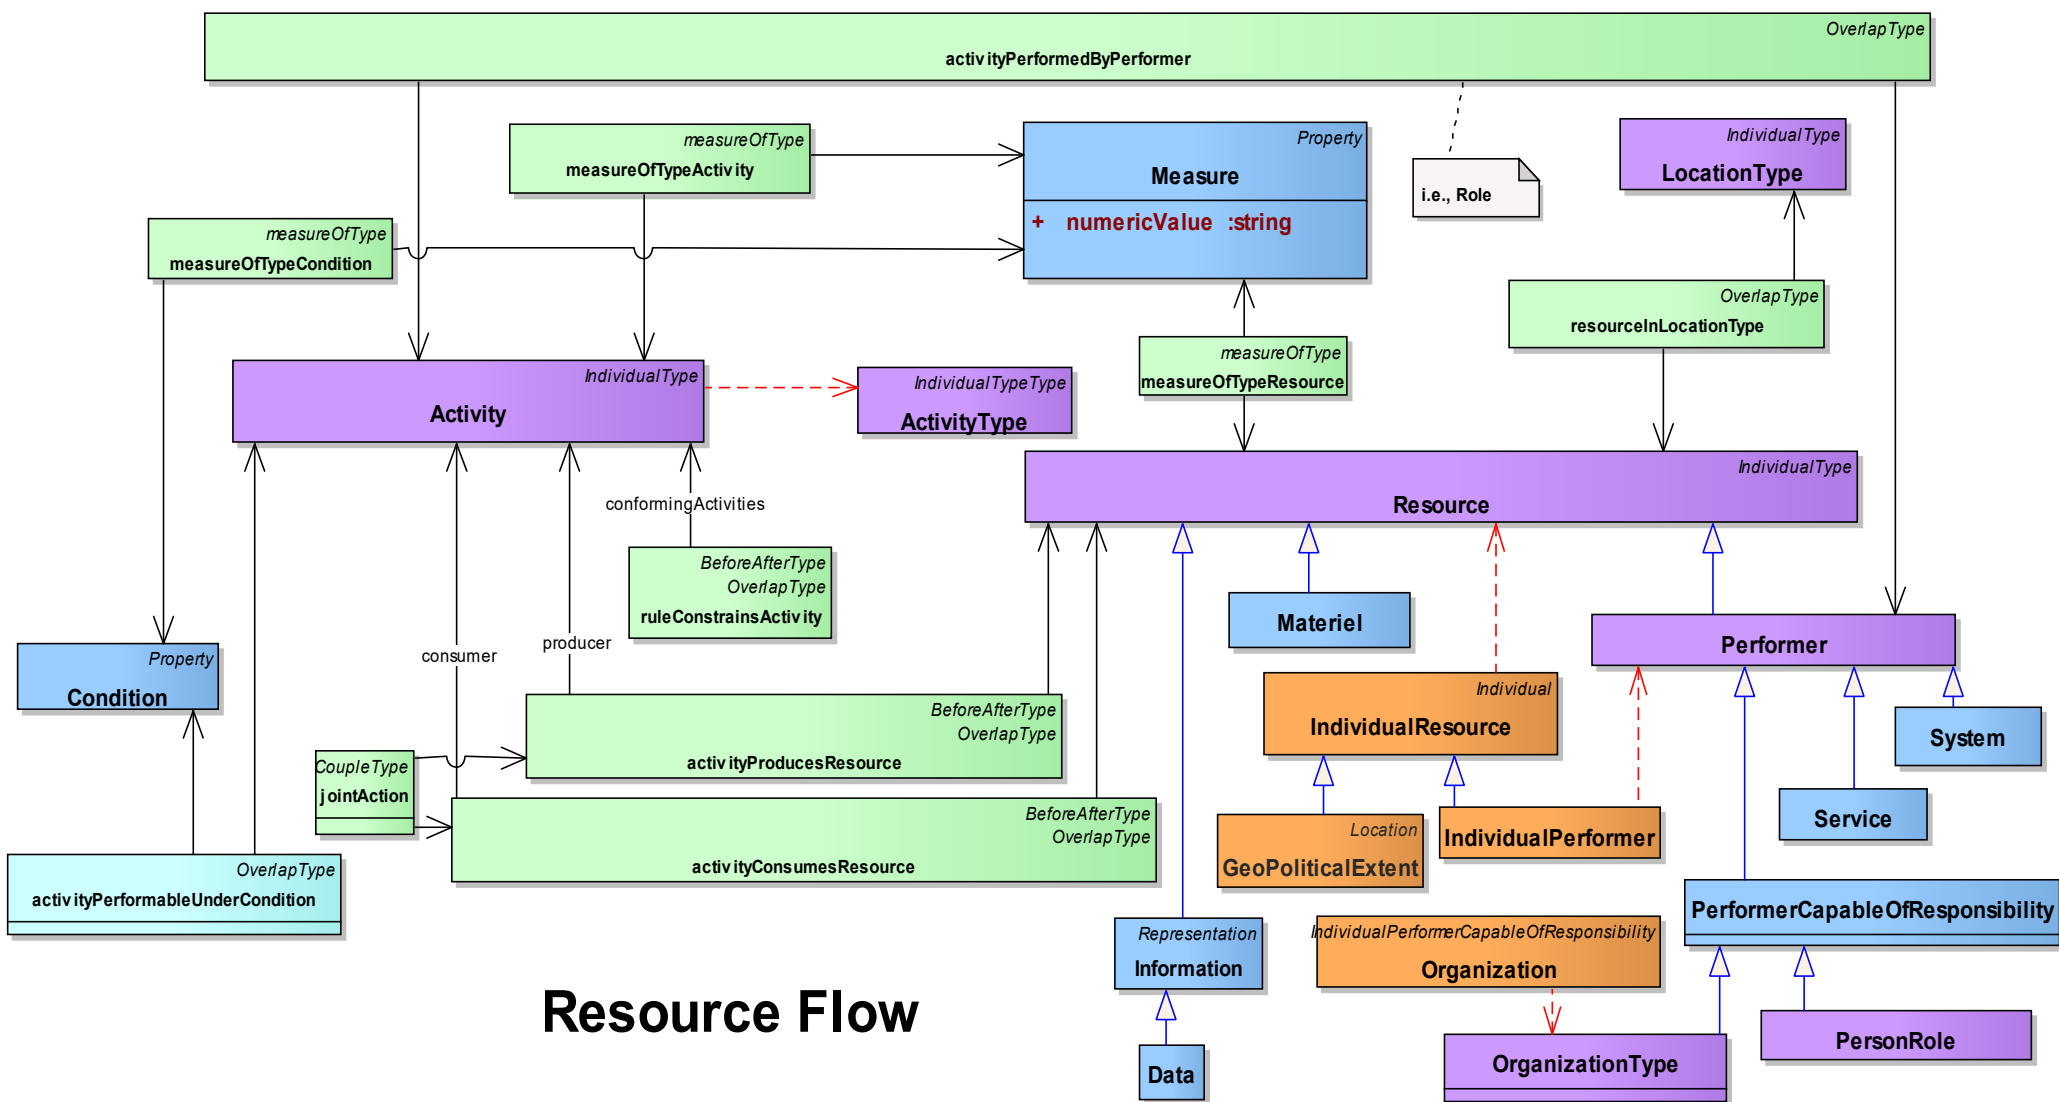 OverlapType
activityPerformedByPerformer
measureOfType
measureOfTypeActivity
Property
Measure
+ numericValue :string
i.e., Role
IndividualType
LocationType
measureOfType
measureOfTypeCondition
OverlapType
resourceInLocationType
measureOfType
measureOfTypeResource
IndividualType
Activity
IndividualTypeType
ActivityType
IndividualType
Resource
conformingActivities
BeforeAfterType
OverlapType
ruleConstrainsActivity
producer
consumer
Materiel
Performer
Property
Condition
Individual
IndividualResource
System
BeforeAfterType
OverlapType
activityProducesResource
CoupleType
jointAction
BeforeAfterType
OverlapType
activityConsumesResource
Location
GeoPoliticalExtent
IndividualPerformer
Service
OverlapType
activityPerformableUnderCondition
PerformerCapableOfResponsibility
Representation
Information
IndividualPerformerCapableOfResponsibility
Organization
Resource Flow
PersonRole
OrganizationType
Data